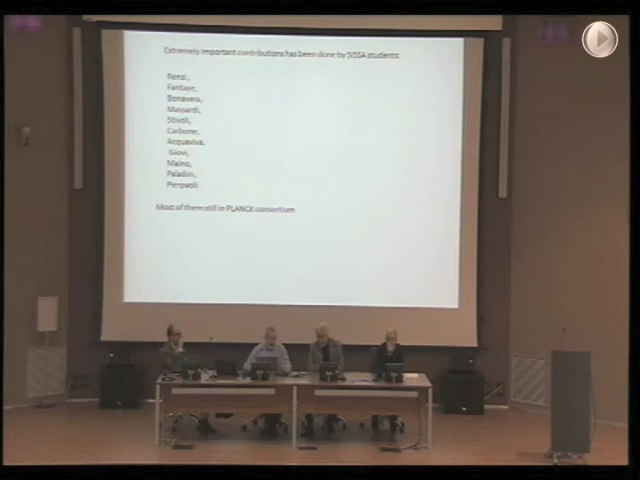 Extremely important contributions has been done by SISSA students:
Renzi,
Fantaye,
Bonavera,
Massardi,
Stivoli,
Carbone,
Acquaviva,
Giovi,
Maino,
Paladini,
Pierpaoli
Most of them still in PLANCK consortium